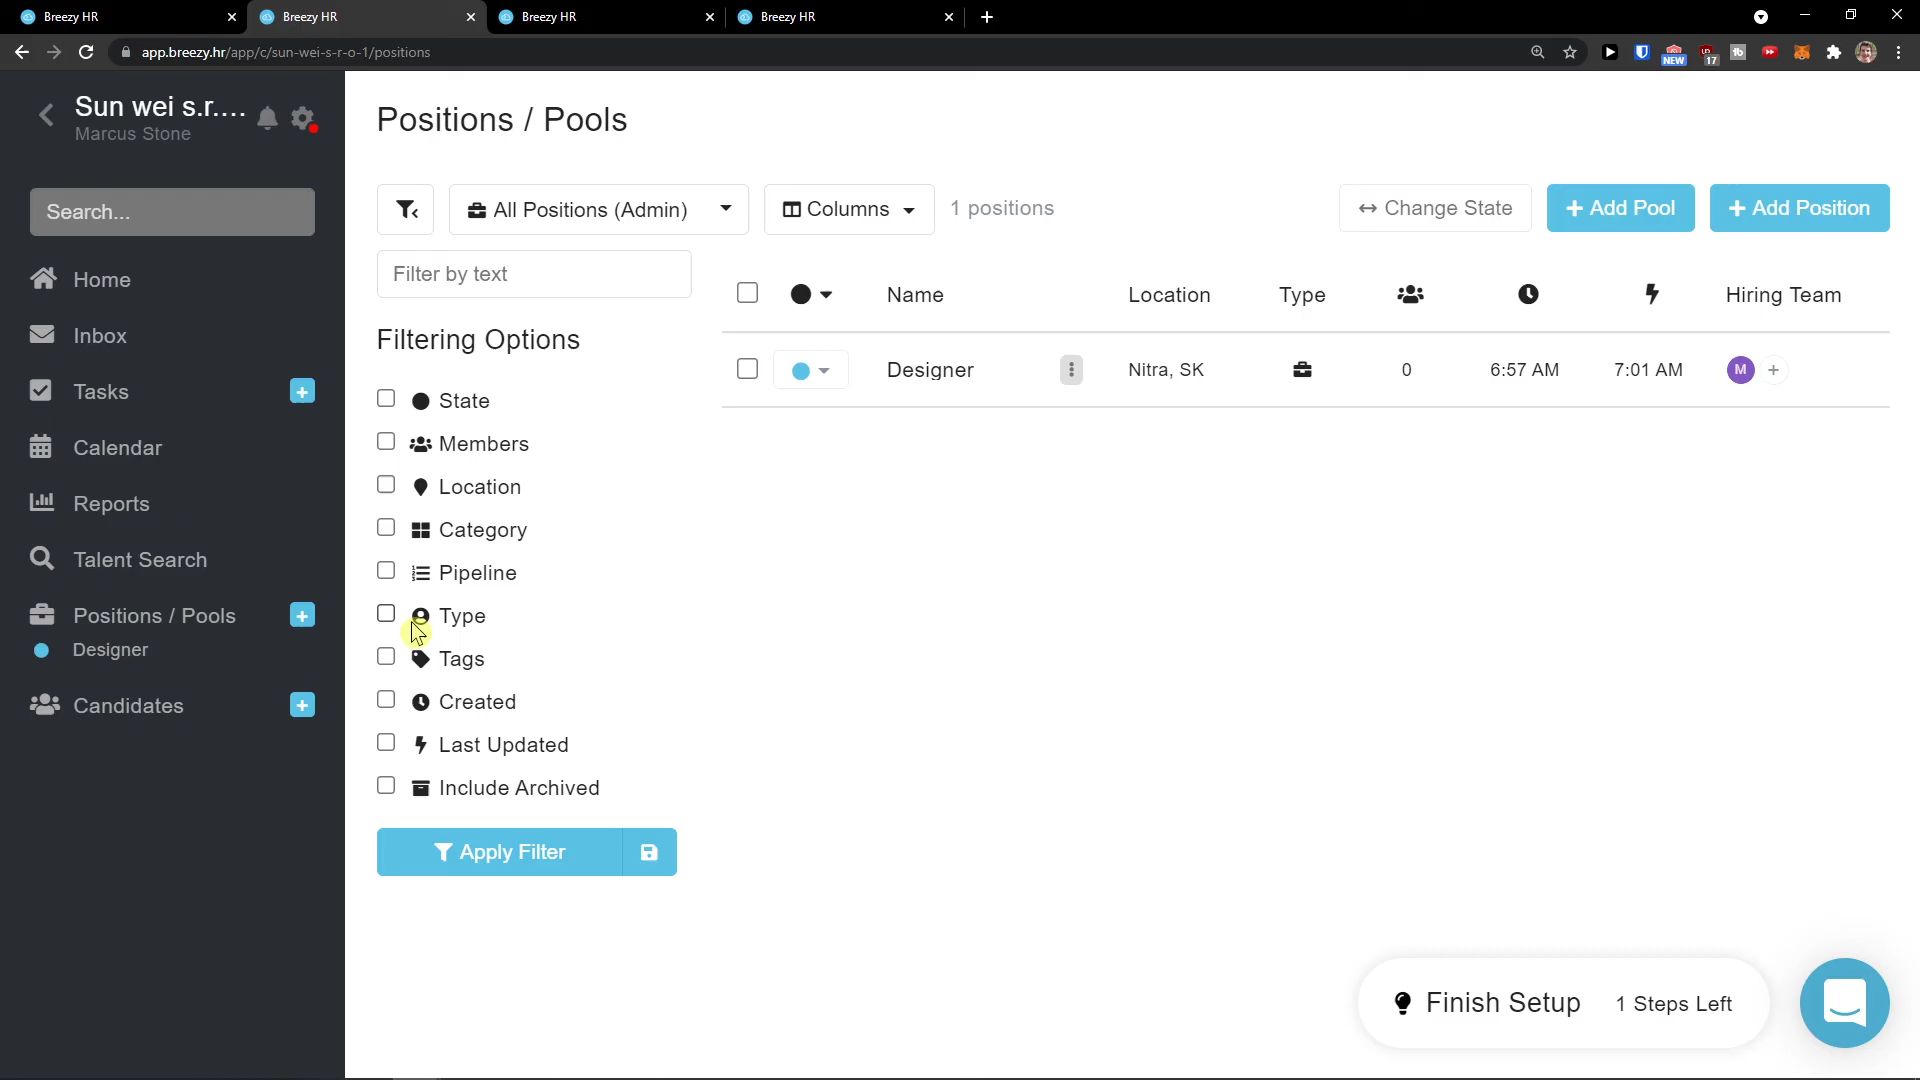 Breezy HR
Breezy HR
Breezy HR
Breezy HR
app.breezy.hr/app/c/sun-wei-s-r-o-1/positions
NEW
17
Sun wei s.r....
Marcus Stone
Search...
Home
Inbox
Tasks
Calendar
Reports
Talent Search
Positions / Pools
Designer
Candidates
Positions / Pools
All Positions (Admin)
Columns
1 positions
Change State
+ Add Pool
+ Add Position
Filter by text
Filtering Options
State
Members
Location
Category
Pipeline
Type
Tags
Created
Last Updated
Include Archived
Apply Filter
Name Location Type Hiring Team
Designer Nitra, SK 0 6:57 AM 7:01 AM M +
Finish Setup 1 Steps Left